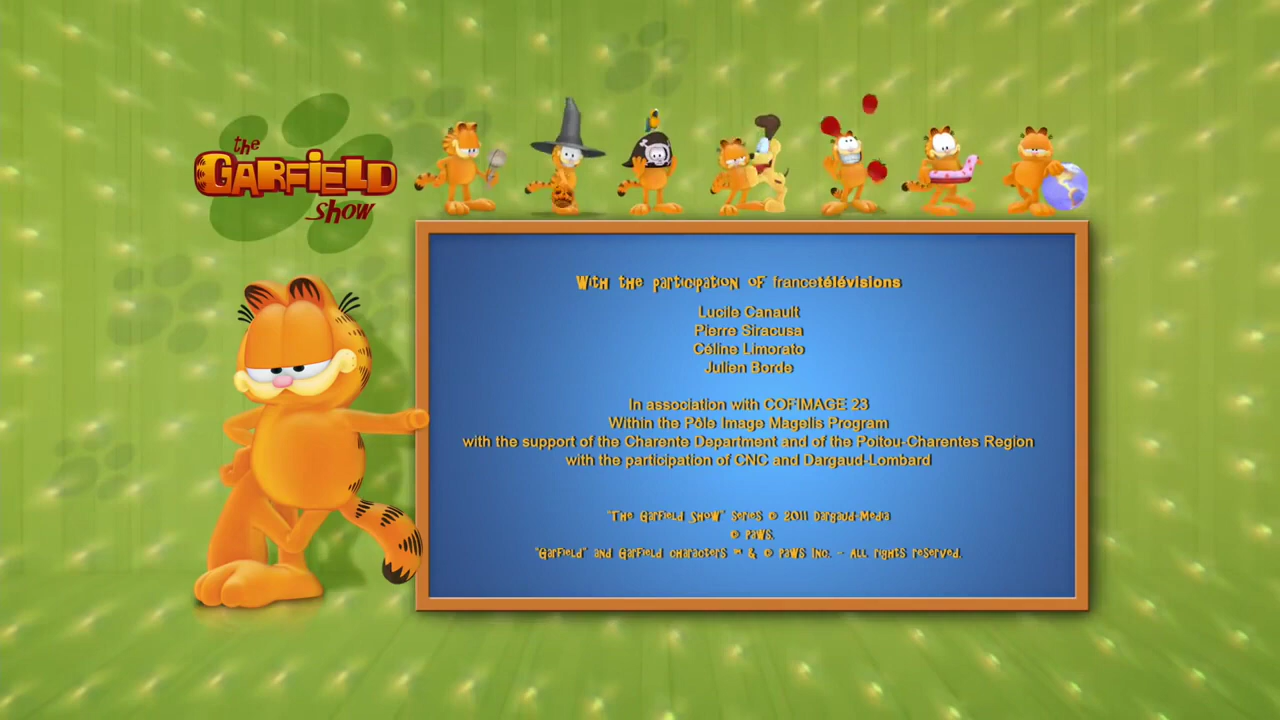 the
GARFIELD
show
With the participation of francetélévisions
Lucile Canault
Pierre Siracusa
Céline Limorato
Julien Borde
In association with COFIMAGE 23
Within the Pôle Image Magelis Program
with the support of the Charente Department and of the Poitou-Charentes Region
with the participation of CNC and Dargaud-Lombard
"The Garfield Show" Series © 2011 Dargaud Media
© PAWS.
"Garfield" and Garfield characters ™ & © PAWS INC. - All rights reserved.